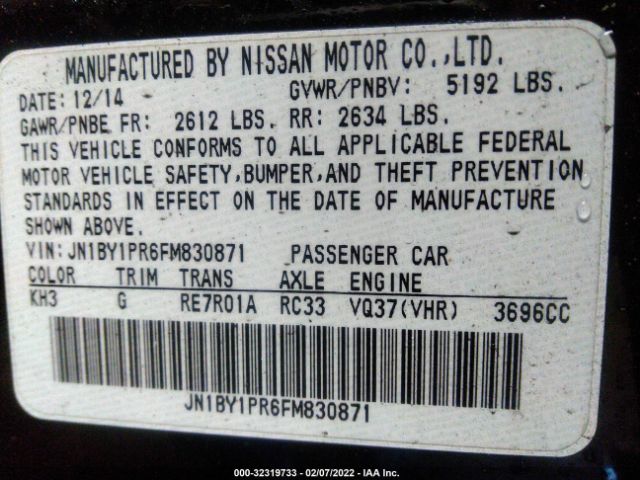 MANUFACTURED BY NISSAN MOTOR CO.,LTD.
DATE: 12/14 GVWR/PNBV: 5192 LBS.
GAWR/PNBE FR: 2612 LBS. RR: 2634 LBS.
THIS VEHICLE CONFORMS TO ALL APPLICABLE FEDERAL
MOTOR VEHICLE SAFETY,BUMPER,AND THEFT PREVENTION
STANDARDS IN EFFECT ON THE DATE OF MANUFACTURE
SHOWN ABOVE.
VIN:JN1BY1PR6FM830871 PASSENGER CAR
COLOR TRIM TRANS AXLE ENGINE
KH3 G RE7R01A RC33 VQ37(VHR) 3696CC
JN1BY1PR6FM830871
000-32319733 - 02/07/2022 - IAA Inc.